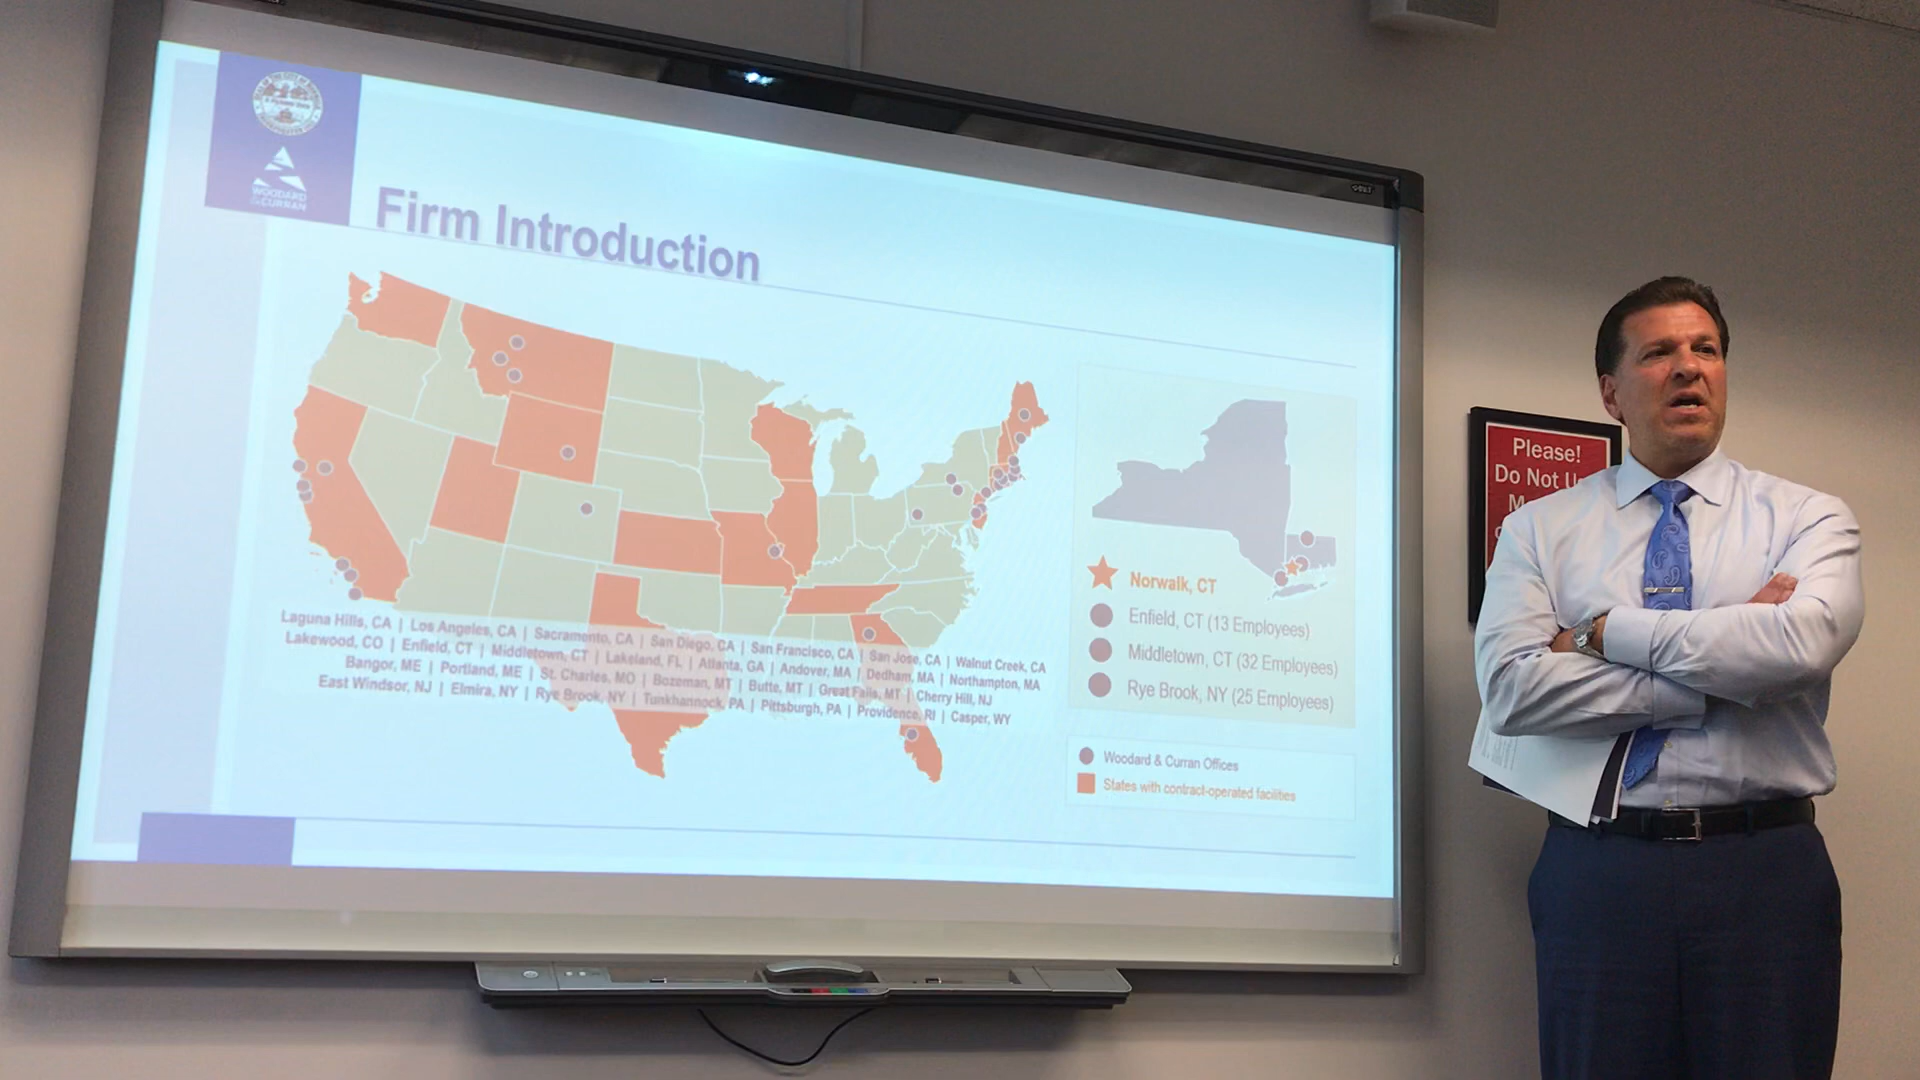 WOODARD
&CURRAN
Firm Introduction
Laguna Hills, CA | Los Angeles, CA | Sacramento, CA | San Diego, CA | San Francisco, CA | San Jose, CA | Walnut Creek, CA
Lakewood, CO | Enfield, CT | Middletown, CT | Lakeland, FL | Atlanta, GA | Andover, MA | Dedham, MA | Northampton, MA
Bangor, ME | Portland, ME | St. Charles, MO | Bozeman, MT | Butte, MT | Great Falls, MT | Cherry Hill, NJ
East Windsor, NJ | Elmira, NY | Rye Brook, NY | Tunkhannock, PA | Pittsburgh, PA | Providence, RI | Casper, WY
Norwalk, CT
Enfield, CT (13 Employees)
Middletown, CT (32 Employees)
Rye Brook, NY (25 Employees)
Woodard & Curran Offices
States with contract-operated facilities
Please!
Do Not